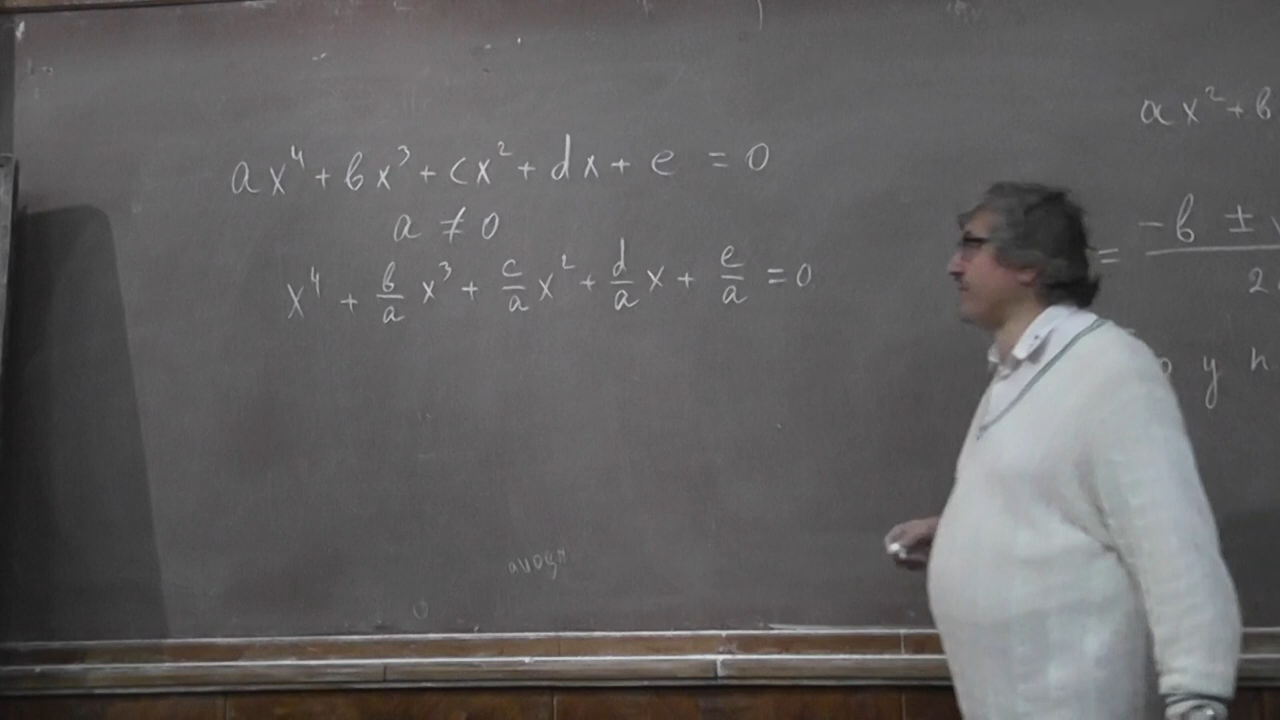 ax⁴ + bx³ + cx² + dx + e = 0
a ≠ 0
x⁴ + b/a x³ + c/a x² + d/a x + e/a = 0
ax² + b
= -b ±
2
y n